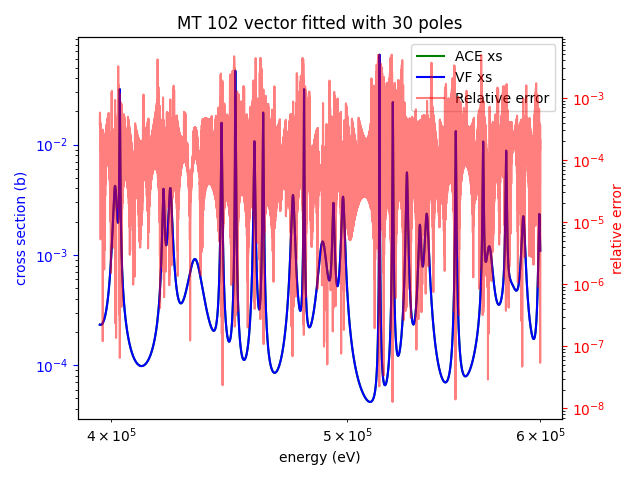 MT 102 vector fitted with 30 poles
ACE xs
VF xs
Relative error
cross section (b)
10⁻²
10⁻³
10⁻⁴
relative error
10⁻³
10⁻⁴
10⁻⁵
10⁻⁶
10⁻⁷
10⁻⁸
4 × 10⁵
5 × 10⁵
6 × 10⁵
energy (eV)